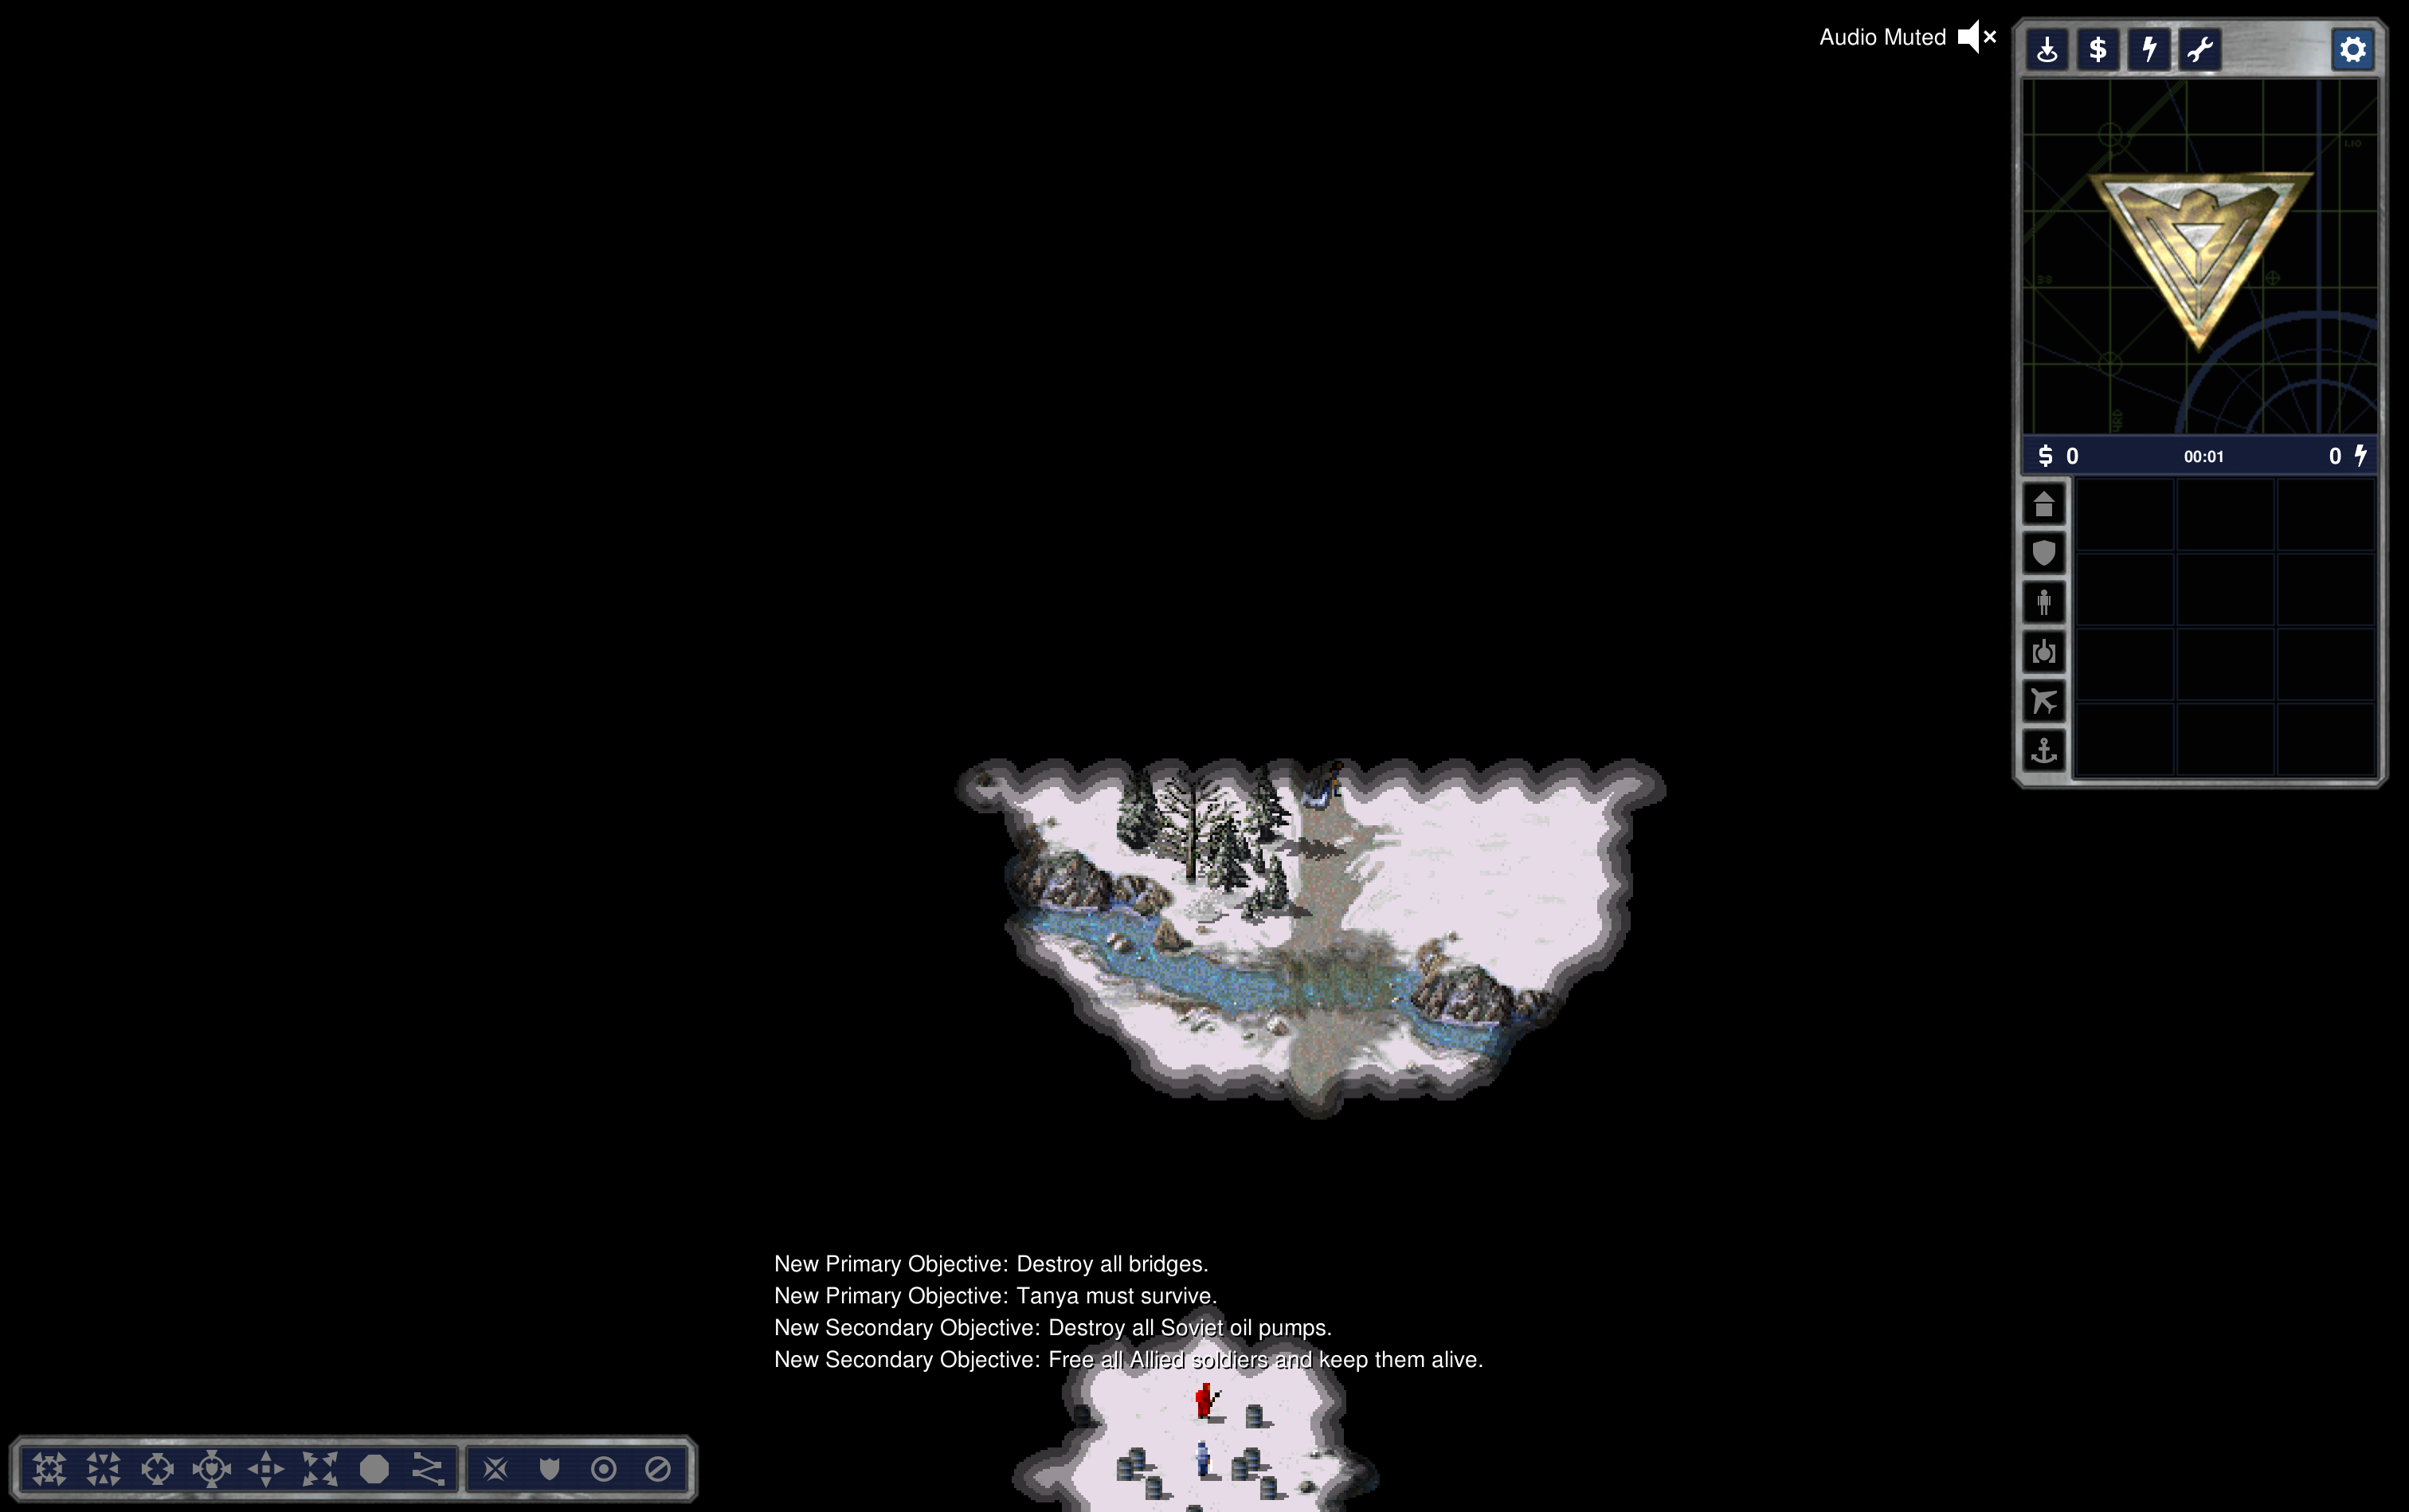 Audio Muted
$ 0
00:01
0
New Primary Objective: Destroy all bridges.
New Primary Objective: Tanya must survive.
New Secondary Objective: Destroy all Soviet oil pumps.
New Secondary Objective: Free all Allied soldiers and keep them alive.